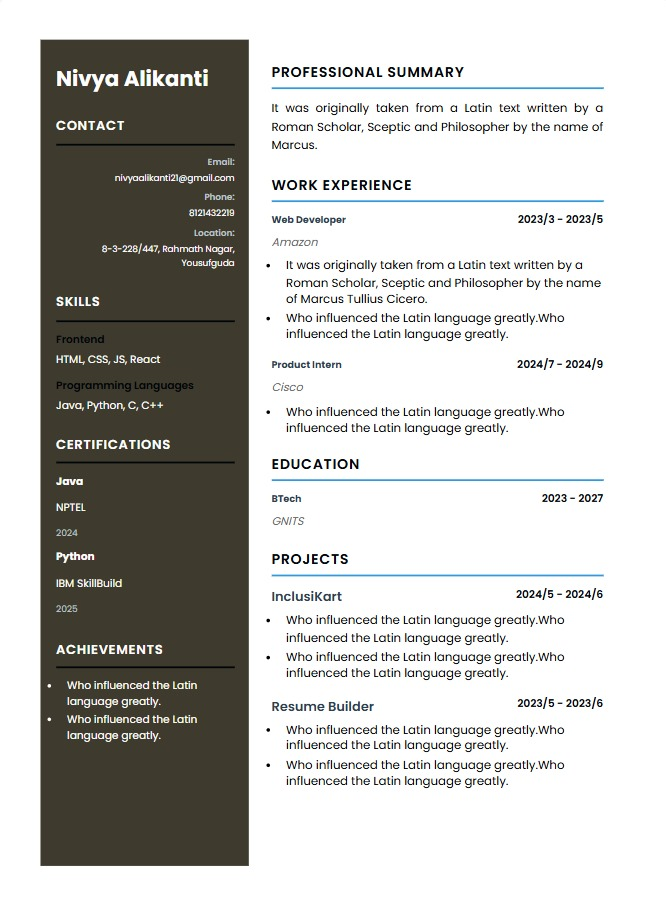 Nivya Alikanti
CONTACT
Email:
nivyaalikanti21@gmail.com
Phone:
8121432219
Location:
8-3-228/447, Rahmath Nagar,
Yousufguda
SKILLS
Frontend
HTML, CSS, JS, React
Programming Languages
Java, Python, C, C++
CERTIFICATIONS
Java
NPTEL
2024
Python
IBM SkillBuild
2025
ACHIEVEMENTS
• Who influenced the Latin
language greatly.
• Who influenced the Latin
language greatly.
PROFESSIONAL SUMMARY
It was originally taken from a Latin text written by a
Roman Scholar, Sceptic and Philosopher by the name of
Marcus.
WORK EXPERIENCE
Web Developer 2023/3 - 2023/5
Amazon
• It was originally taken from a Latin text written by a
Roman Scholar, Sceptic and Philosopher by the name
of Marcus Tullius Cicero.
• Who influenced the Latin language greatly.Who
influenced the Latin language greatly.
Product Intern 2024/7 - 2024/9
Cisco
• Who influenced the Latin language greatly.Who
influenced the Latin language greatly.
EDUCATION
BTech 2023 - 2027
GNITS
PROJECTS
InclusiKart 2024/5 - 2024/6
• Who influenced the Latin language greatly.Who
influenced the Latin language greatly.
• Who influenced the Latin language greatly.Who
influenced the Latin language greatly.
Resume Builder 2023/5 - 2023/6
• Who influenced the Latin language greatly.Who
influenced the Latin language greatly.
• Who influenced the Latin language greatly.Who
influenced the Latin language greatly.